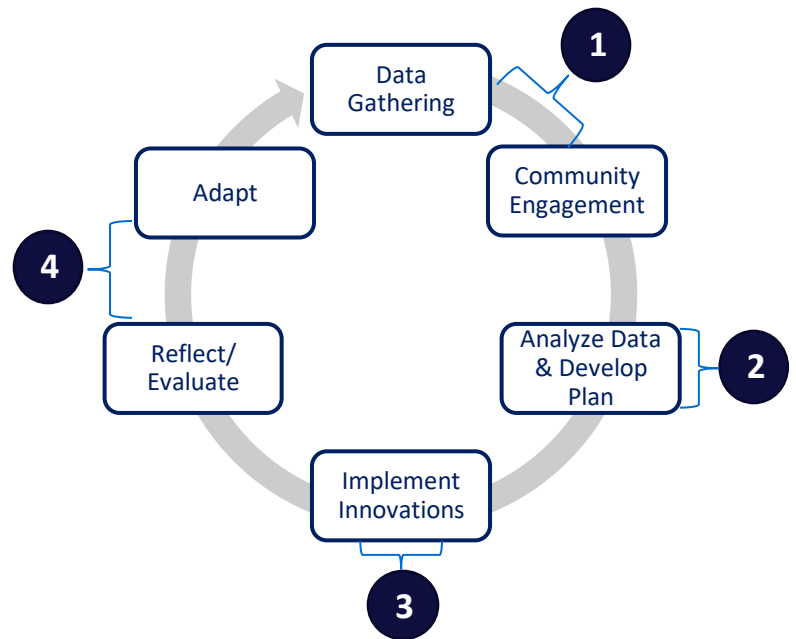 1
Data
Gathering
Community
Engagement
2
Analyze Data
& Develop
Plan
3
Implement
Innovations
4
Reflect/
Evaluate
Adapt